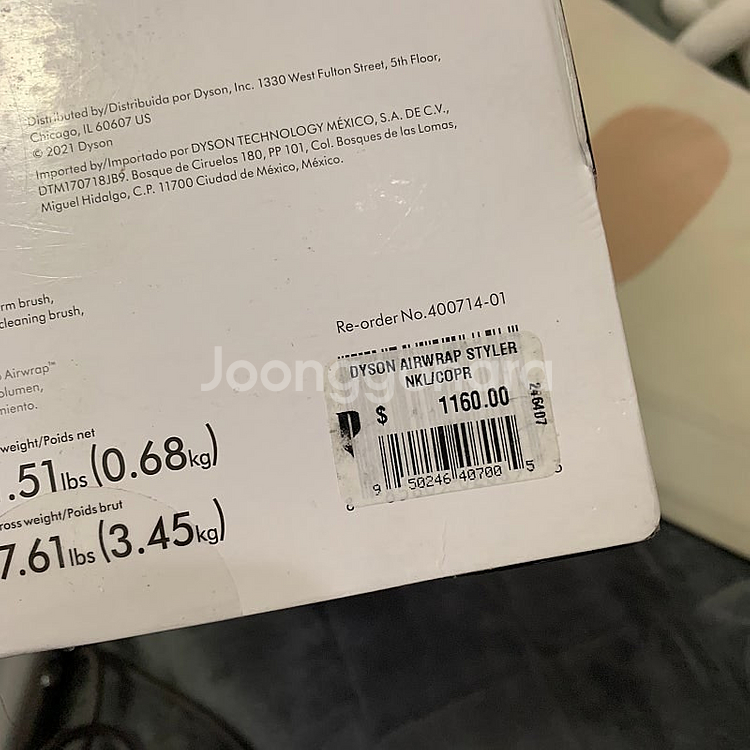 Distributed by/Distribuida por Dyson, Inc. 1330 West Fulton Street, 5th Floor,
Chicago, IL 60607 US
© 2021 Dyson
Imported by/Importado por DYSON TECHNOLOGY MÉXICO, S.A. DE C.V.,
DTM170718JB9. Bosque de Ciruelos 180, PP 101, Col. Bosques de las Lomas,
Miguel Hidalgo, C.P. 11700 Ciudad de México, México.
rm brush,
cleaning brush,
Airwrap™
olumen,
miento.
weight/Poids net
.51lbs (0.68kg)
ross weight/Poids brut
7.61lbs (3.45kg)
Re-order No.400714-01
DYSON AIRWRAP STYLER
NKL/COPR
$ 1160.00
246407
9 50246 40700 5
Joonggonara